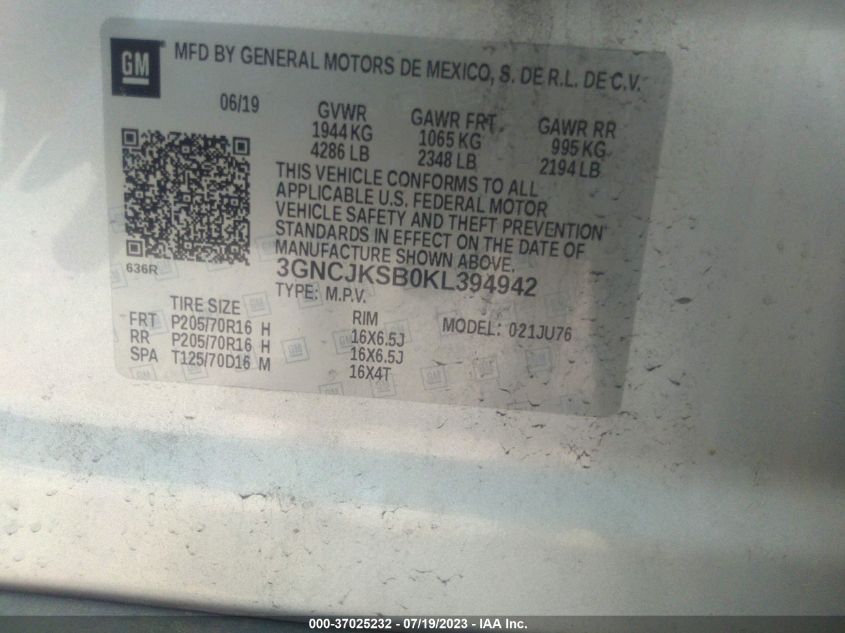 GM
MFD BY GENERAL MOTORS DE MEXICO, S. DE R.L. DE C.V.
06/19 GVWR GAWR FRT. GAWR RR
1944 KG 1065 KG 995 KG
4286 LB 2348 LB 2194 LB
THIS VEHICLE CONFORMS TO ALL
APPLICABLE U.S. FEDERAL MOTOR
VEHICLE SAFETY AND THEFT PREVENTION
STANDARDS IN EFFECT ON THE DATE OF
MANUFACTURE SHOWN ABOVE.
636R
3GNCJKSB0KL394942
TYPE: M.P.V.
MODEL: 021JU76
TIRE SIZE RIM
FRT P205/70R16 H 16X6.5J
RR P205/70R16 H 16X6.5J
SPA T125/70D16 M 16X4T
000-37025232 - 07/19/2023 - IAA Inc.